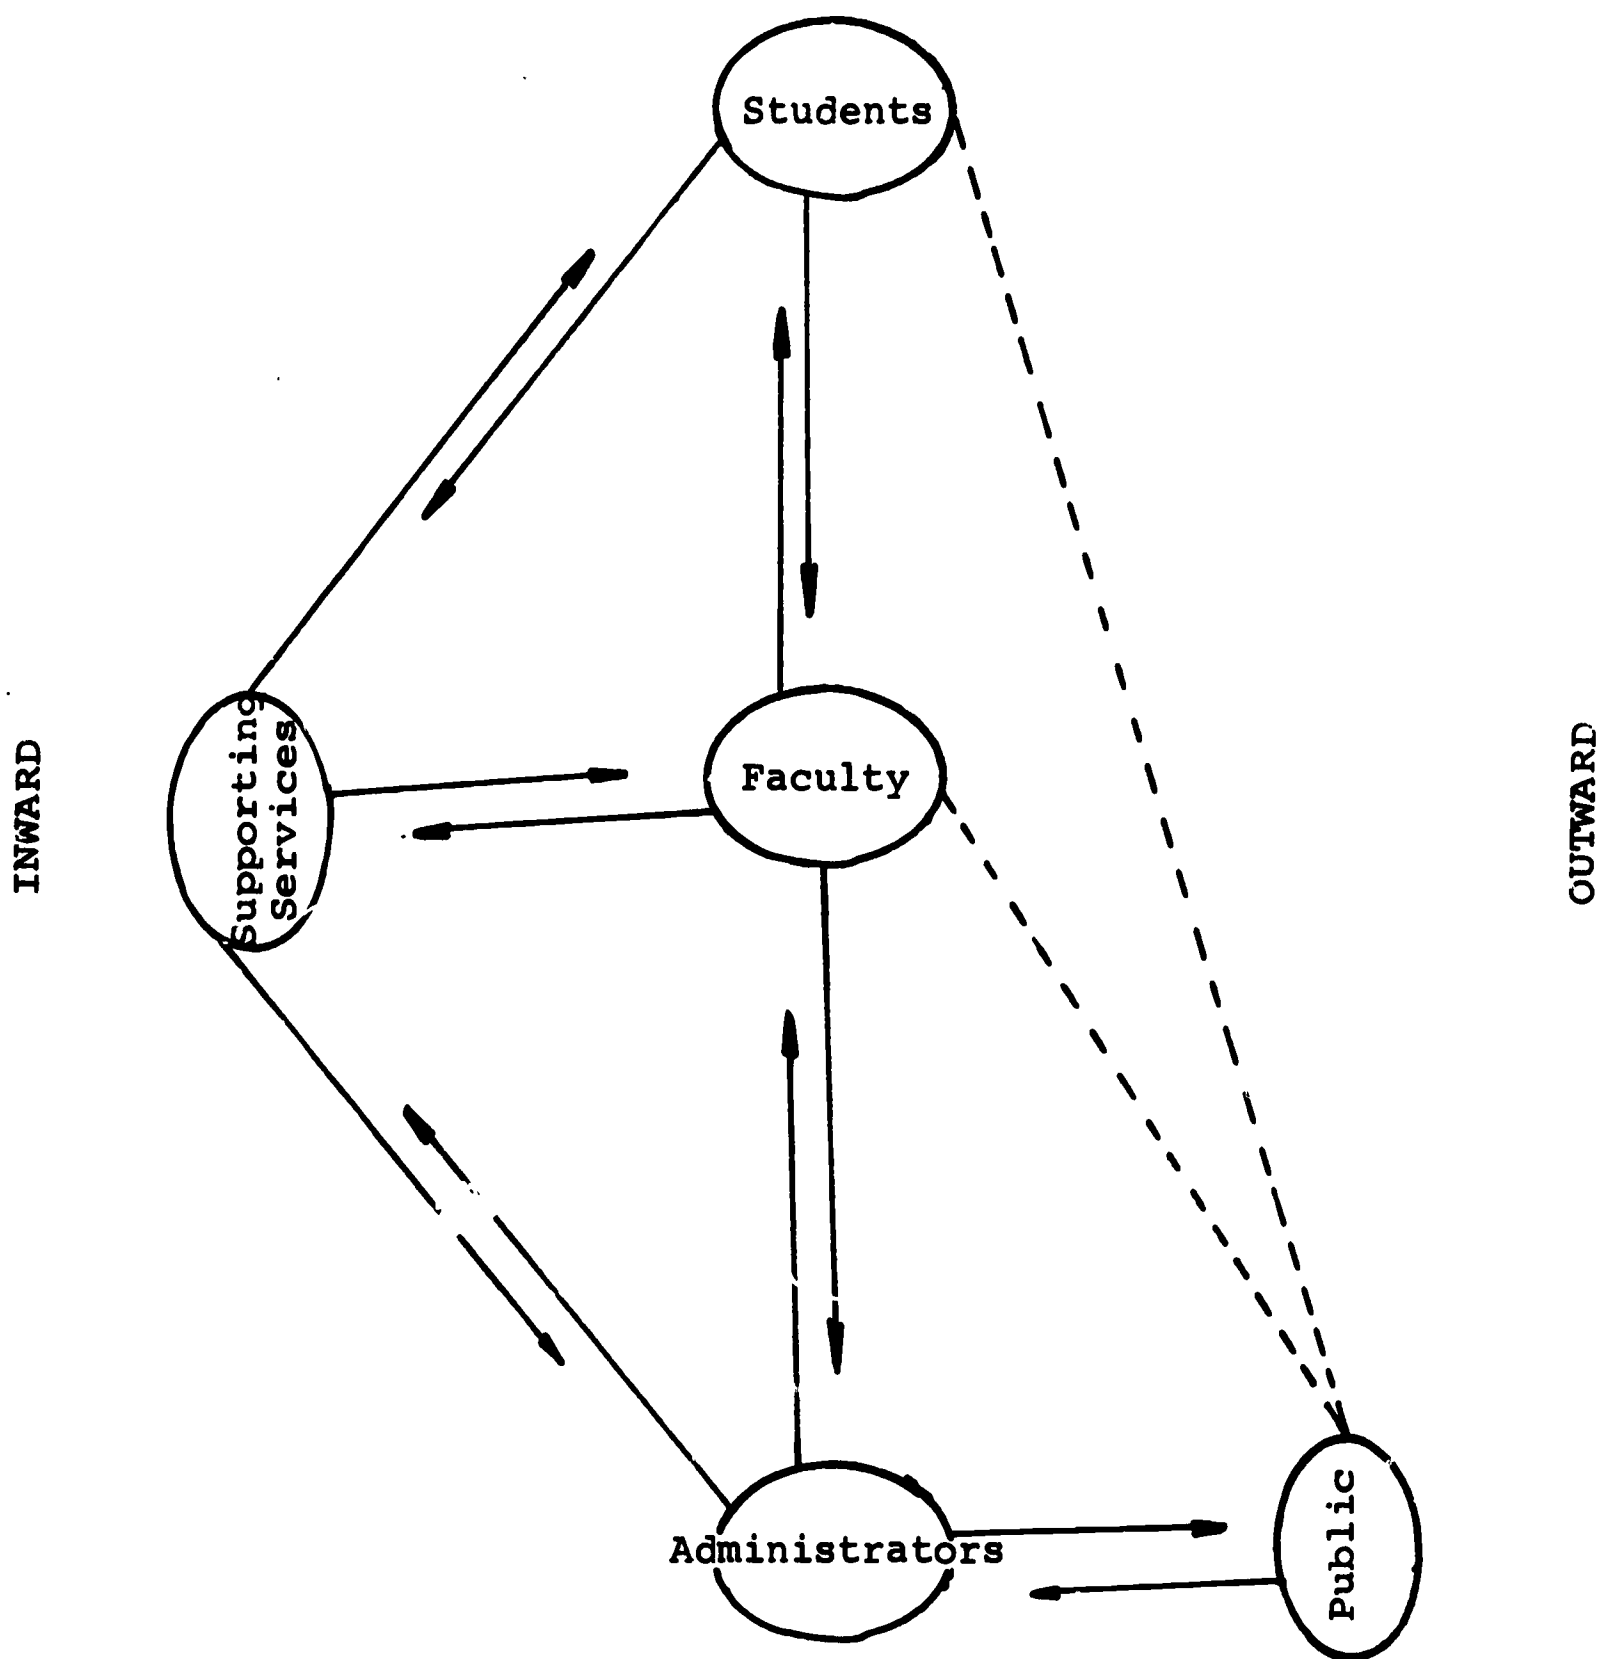 Students
INWARD
Supporting
Services
Faculty
OUTWARD
Administrators
Public